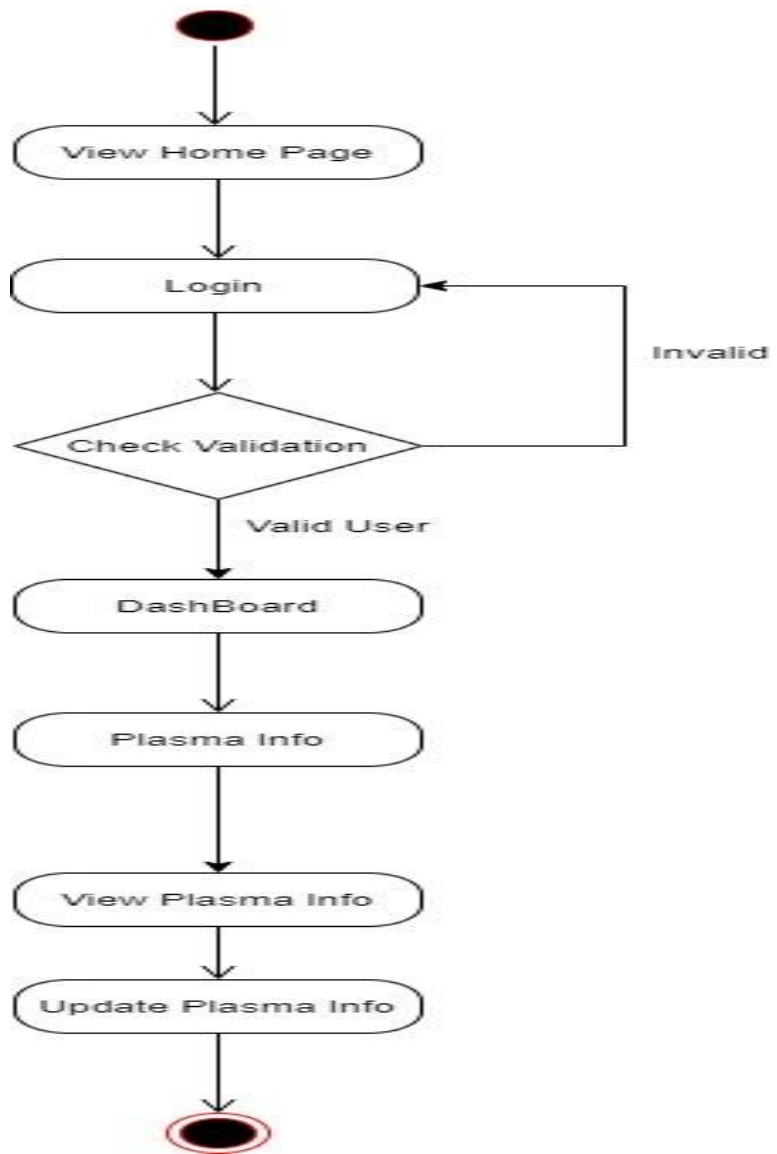 View Home Page
Login
Invalid
Check Validation
Valid User
DashBoard
Plasma Info
View Plasma Info
Update Plasma Info